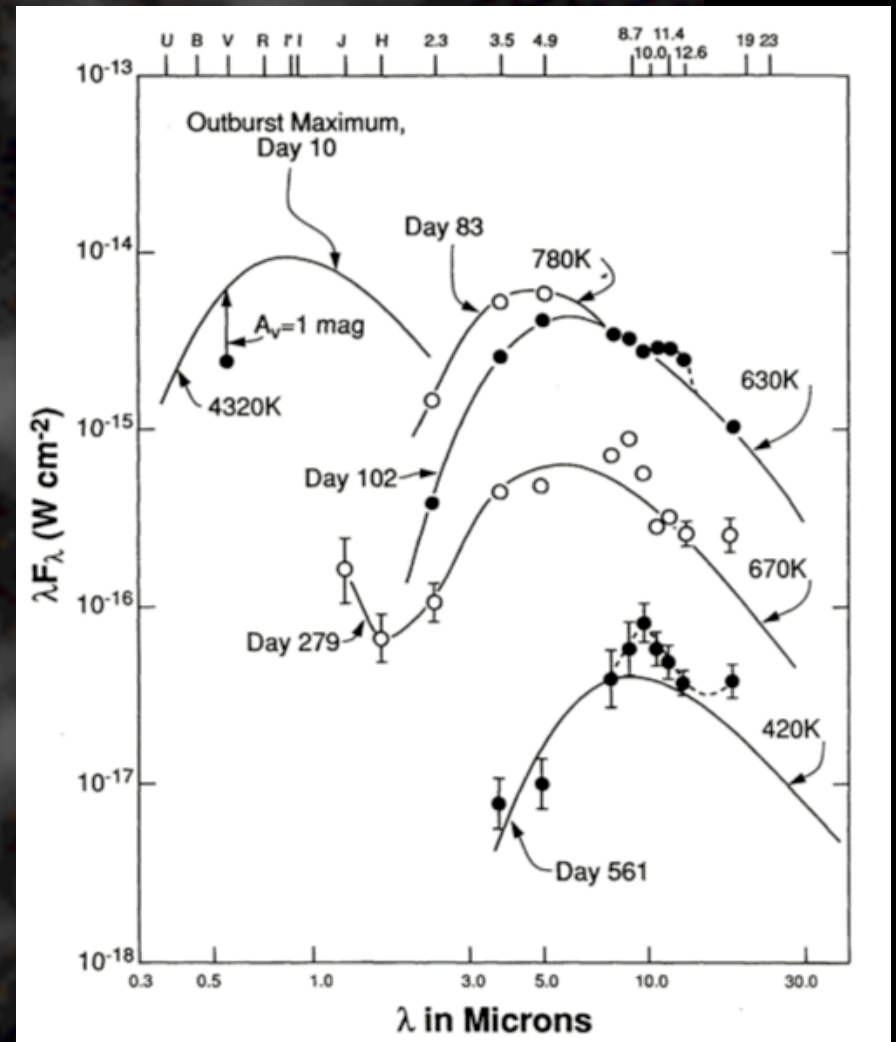 U B V R I' I J H 2.3 3.5 4.9 8.7 10.0 11.4 12.6 19 23
10⁻¹³
Outburst Maximum,
Day 10
Day 83
10⁻¹⁴
780K
Aᵥ=1 mag
4320K
630K
10⁻¹⁵
Day 102
670K
10⁻¹⁶
Day 279
420K
10⁻¹⁷
Day 561
10⁻¹⁸
λFλ (W cm⁻²)
0.3 0.5 1.0 3.0 5.0 10.0 30.0
λ in Microns